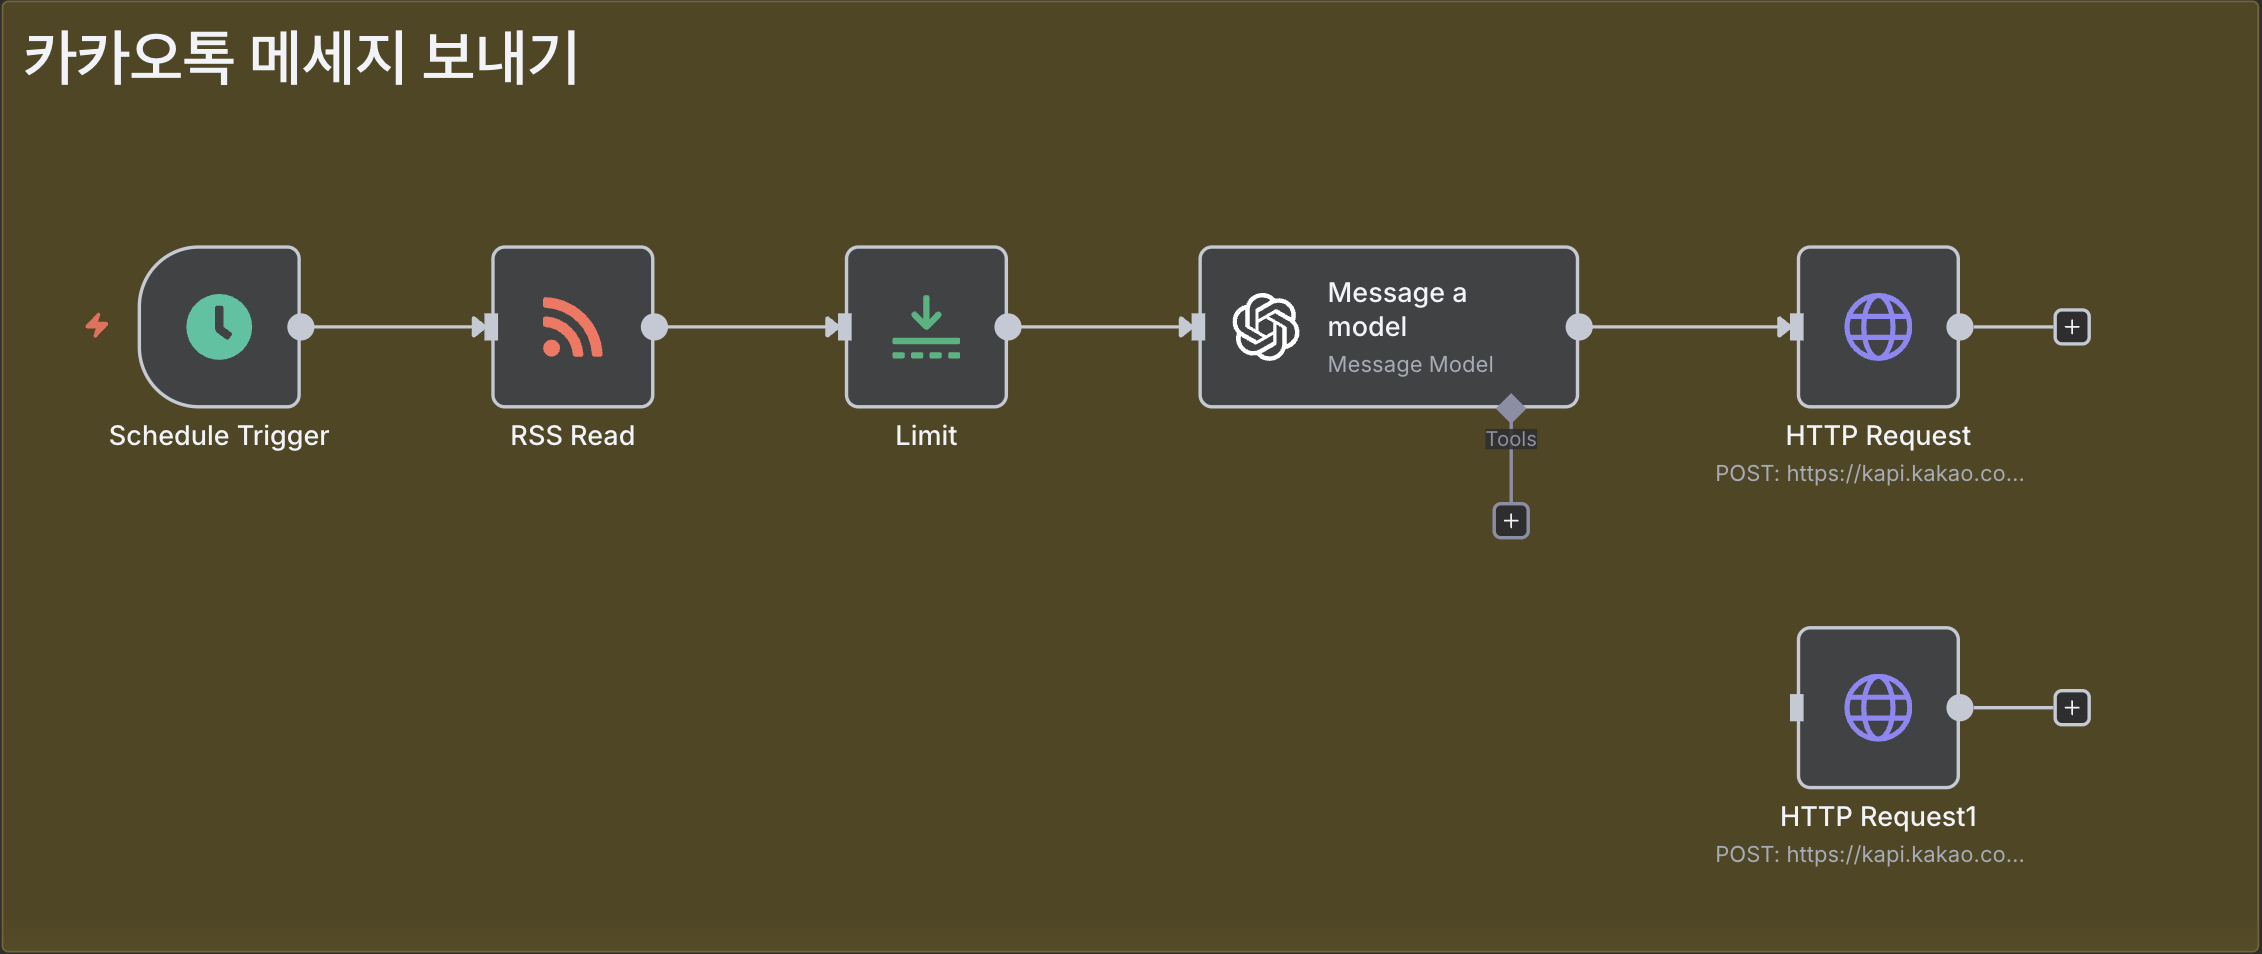 카카오톡 메세지 보내기
Schedule Trigger
RSS Read
Limit
Message a
model
Message Model
Tools
HTTP Request
POST: https://kapi.kakao.co...
HTTP Request1
POST: https://kapi.kakao.co...